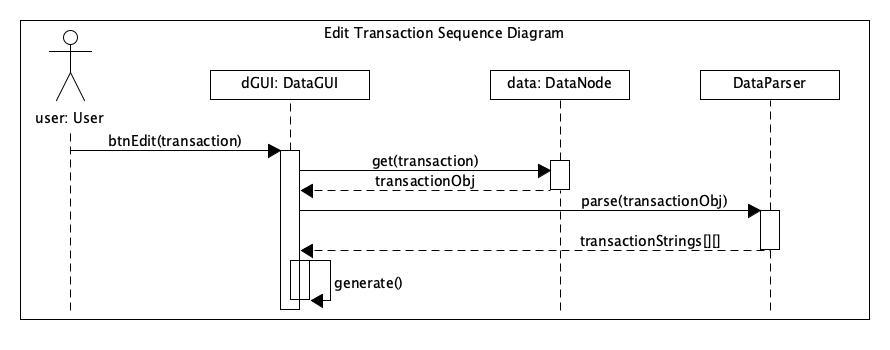 Edit Transaction Sequence Diagram
user: User
dGUI: DataGUI
data: DataNode
DataParser
btnEdit(transaction)
get(transaction)
transactionObj
parse(transactionObj)
transactionStrings[][]
generate()